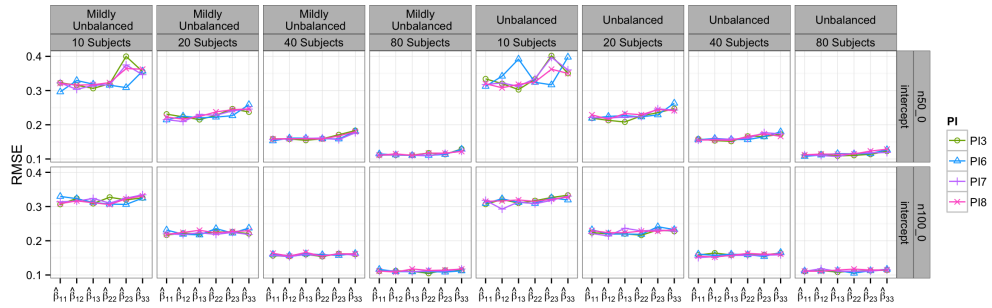 Mildly Unbalanced
Mildly Unbalanced
Mildly Unbalanced
Mildly Unbalanced
Unbalanced
Unbalanced
Unbalanced
Unbalanced
10 Subjects
20 Subjects
40 Subjects
80 Subjects
10 Subjects
20 Subjects
40 Subjects
80 Subjects
RMSE
0.4
0.3
0.2
0.1
0.4
0.3
0.2
0.1
n50_0
intercept
n1000_0
intercept
β̂11 β̂12 β̂13 β̂22 β̂23 β̂33
β̂11 β̂12 β̂13 β̂22 β̂23 β̂33
β̂11 β̂12 β̂13 β̂22 β̂23 β̂33
β̂11 β̂12 β̂13 β̂22 β̂23 β̂33
β̂11 β̂12 β̂13 β̂22 β̂23 β̂33
β̂11 β̂12 β̂13 β̂22 β̂23 β̂33
β̂11 β̂12 β̂13 β̂22 β̂23 β̂33
β̂11 β̂12 β̂13 β̂22 β̂23 β̂33
PI
PI3
PI6
PI7
PI8